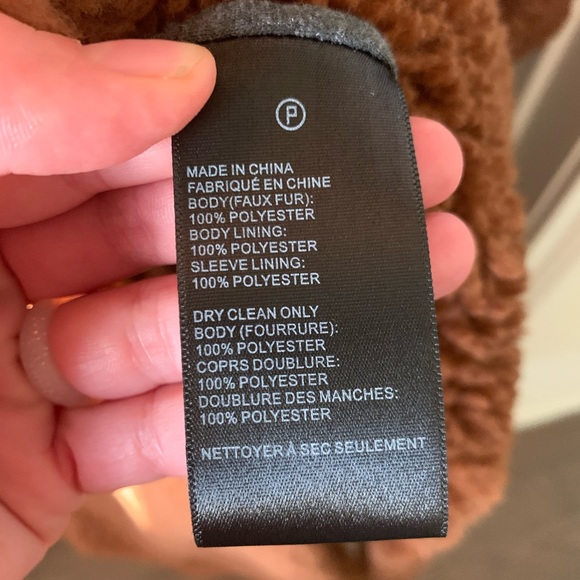 P
MADE IN CHINA
FABRIQUÉ EN CHINE
BODY(FAUX FUR):
100% POLYESTER
BODY LINING:
100% POLYESTER
SLEEVE LINING:
100% POLYESTER
DRY CLEAN ONLY
BODY (FOURRURE):
100% POLYESTER
COPRS DOUBLURE:
100% POLYESTER
DOUBLURE DES MANCHES:
100% POLYESTER
NETTOYER À SEC SEULEMENT